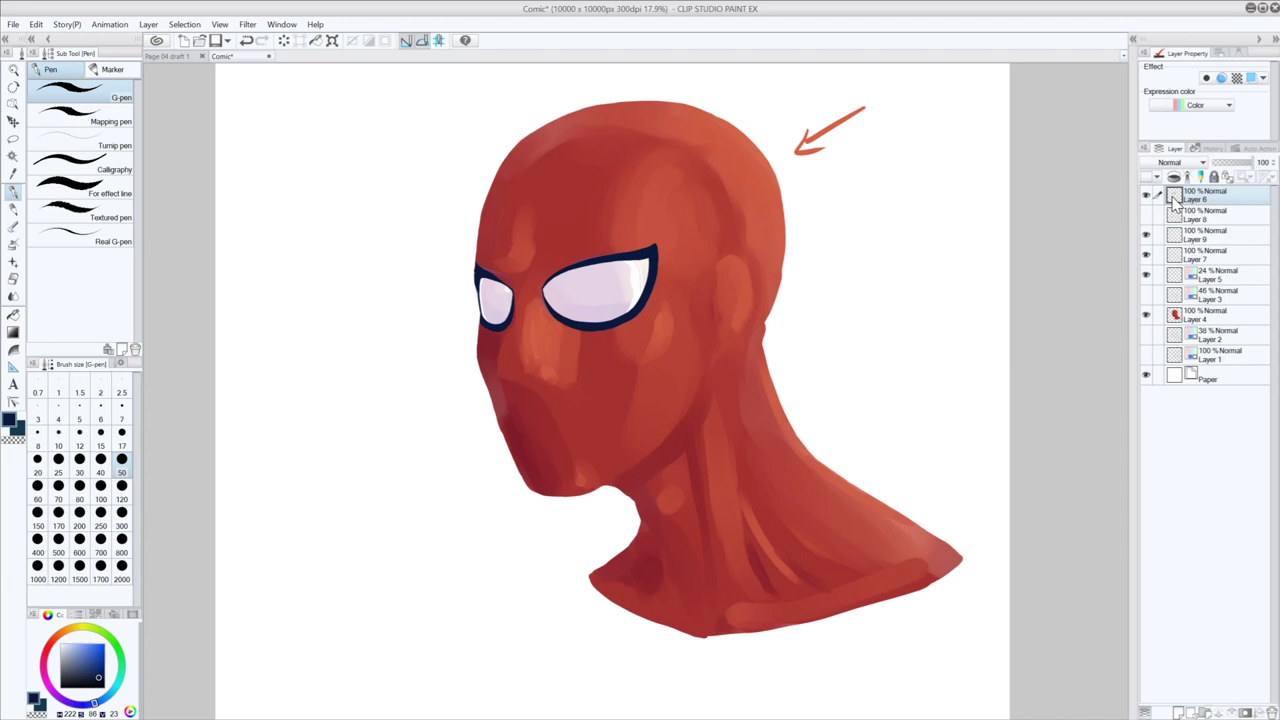 Comic* (10000 x 10000px 300dpi 17.9%) - CLIP STUDIO PAINT EX
File Edit Story(P) Animation Layer Selection View Filter Window Help
Sub Tool[Pen]
Page 04 draft 1
Comic*
Pen
Marker
G-pen
Mapping pen
Turnip pen
Calligraphy
For effect line
Textured pen
Real G-pen
Brush size [G-pen]
0.7 1 1.5 2 2.5
3 4 5 6 7
8 10 12 15 17
20 25 30 40 50
60 70 80 100 120
150 170 200 250 300
400 500 600 700 800
1000 1200 1500 1700 2000
H 222 S 86 V 23
Layer Property
Effect
Expression color
Color
Layer History Auto Action
Normal 100
100 % Normal
Layer 6
100 % Normal
Layer 8
100 % Normal
Layer 9
100 % Normal
Layer 7
24 % Normal
Layer 5
46 % Normal
Layer 3
100 % Normal
Layer 4
38 % Normal
Layer 2
100 % Normal
Layer 1
Paper